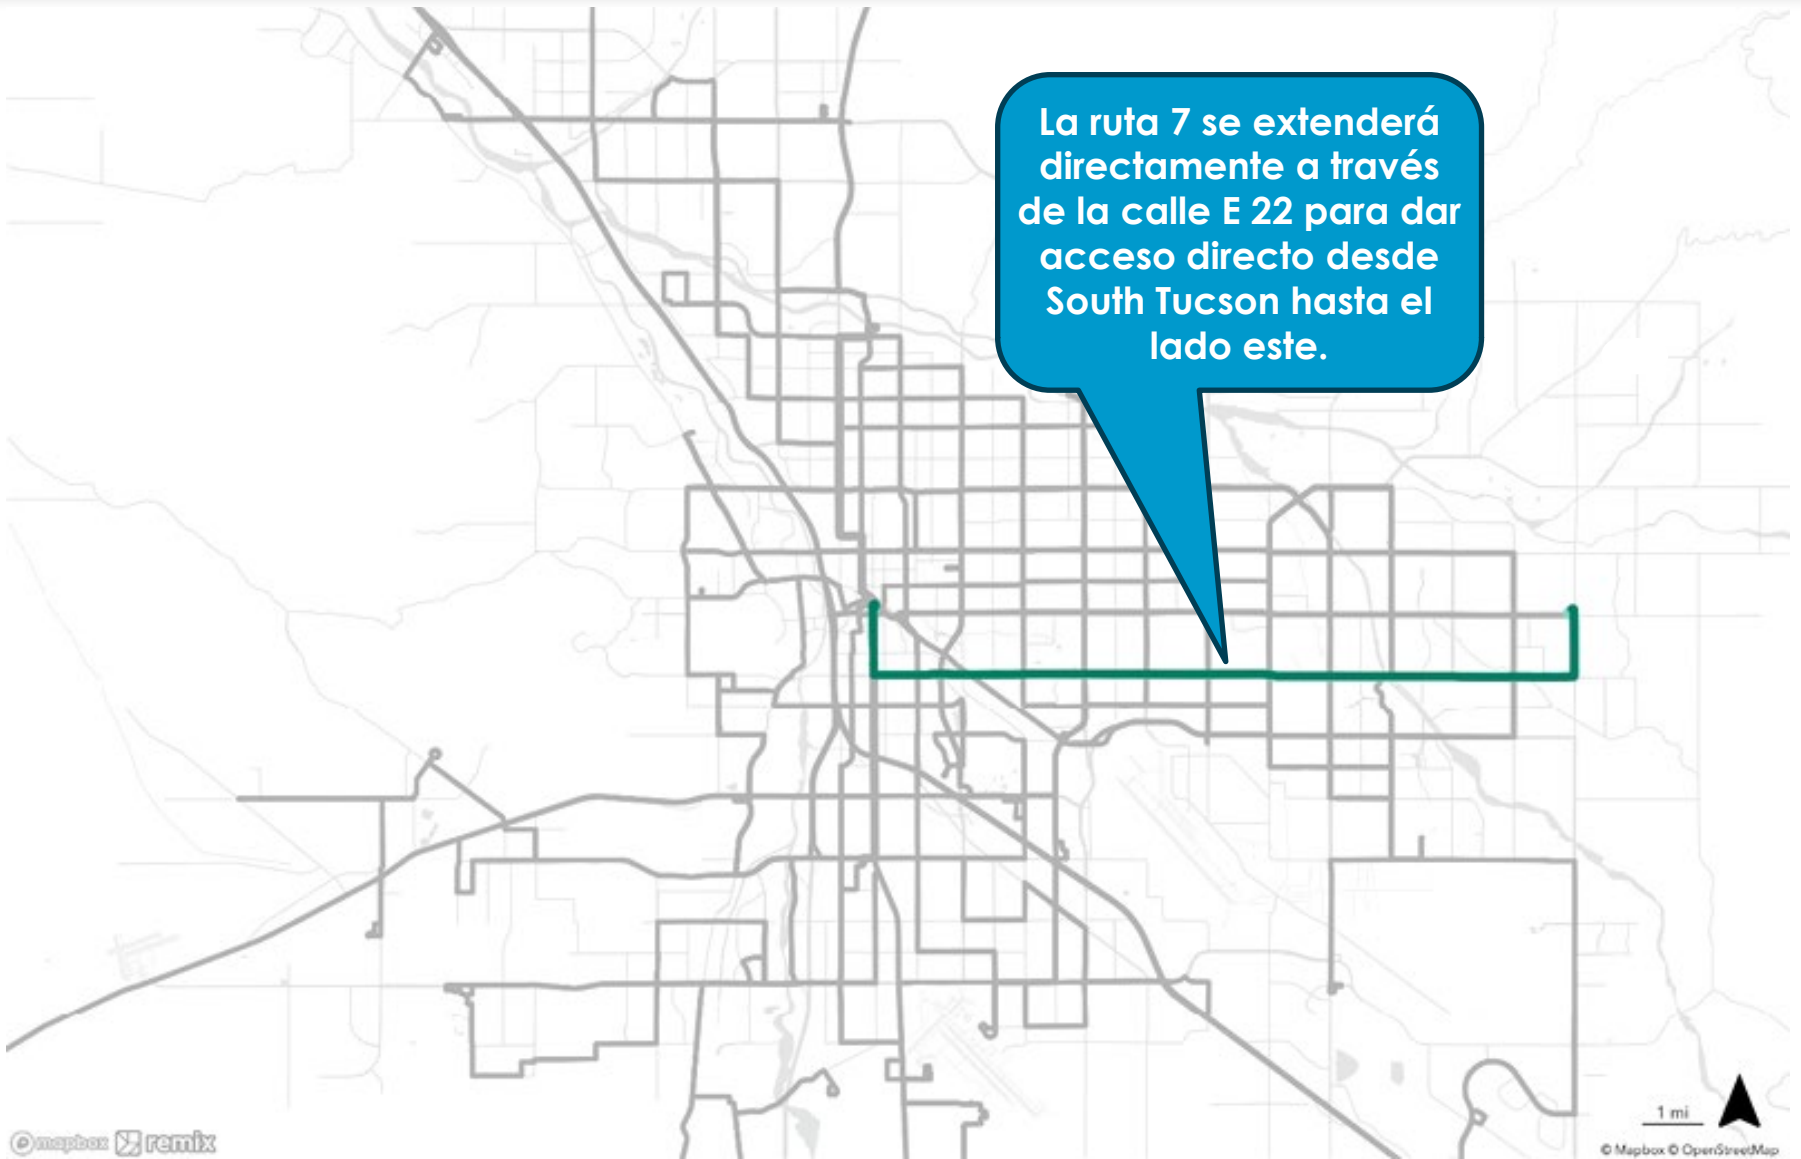 La ruta 7 se extenderá
directamente a través
de la calle E 22 para dar
acceso directo desde
South Tucson hasta el
lado este.
1 mi
mapbox remix
© Mapbox © OpenStreetMap